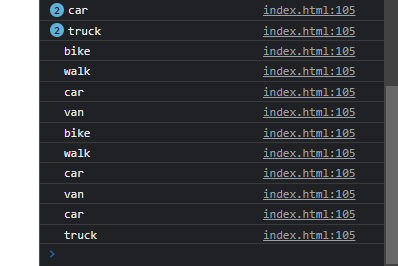 2 car index.html:105
2 truck index.html:105
bike index.html:105
walk index.html:105
car index.html:105
van index.html:105
bike index.html:105
walk index.html:105
car index.html:105
van index.html:105
car index.html:105
truck index.html:105
>